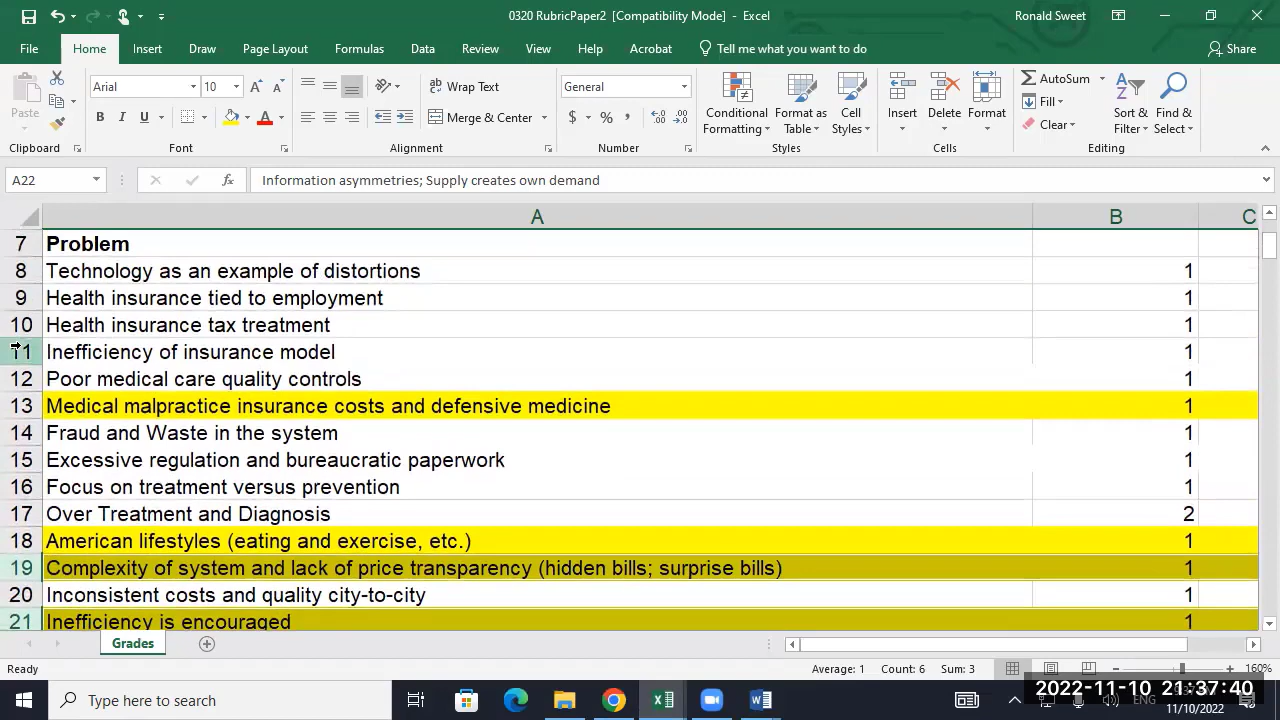 0320 RubricPaper2 [Compatibility Mode] - Excel
Ronald Sweet
File Home Insert Draw Page Layout Formulas Data Review View Help Acrobat Tell me what you want to do Share
Paste
Clipboard
Arial 10
B I U
Font
Wrap Text
Merge & Center
Alignment
General
$ % ,
Number
Conditional Formatting
Format as Table
Cell Styles
Styles
Insert Delete Format
Cells
AutoSum
Fill
Clear
Sort & Filter
Find & Select
Editing
A22 fx Information asymmetries; Supply creates own demand
A B C
7 Problem
8 Technology as an example of distortions 1
9 Health insurance tied to employment 1
10 Health insurance tax treatment 1
11 Inefficiency of insurance model 1
12 Poor medical care quality controls 1
13 Medical malpractice insurance costs and defensive medicine 1
14 Fraud and Waste in the system 1
15 Excessive regulation and bureaucratic paperwork 1
16 Focus on treatment versus prevention 1
17 Over Treatment and Diagnosis 2
18 American lifestyles (eating and exercise, etc.) 1
19 Complexity of system and lack of price transparency (hidden bills; surprise bills) 1
20 Inconsistent costs and quality city-to-city 1
21 Inefficiency is encouraged 1
Grades
Ready Average: 1 Count: 6 Sum: 3 160%
Type here to search
2022-11-10 21:37:40
ENG
11/10/2022